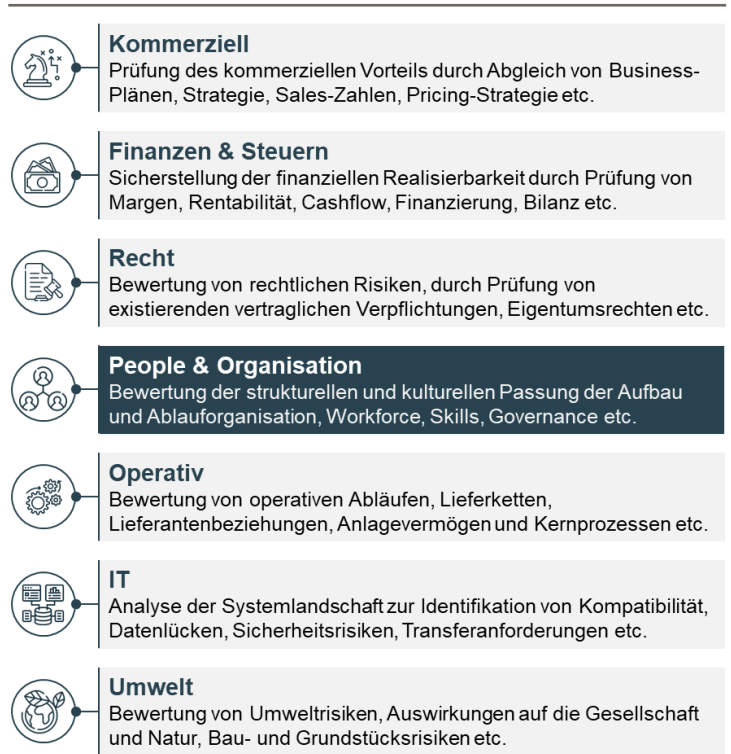 Kommerziell
Prüfung des kommerziellen Vorteils durch Abgleich von Business-
Plänen, Strategie, Sales-Zahlen, Pricing-Strategie etc.
Finanzen & Steuern
Sicherstellung der finanziellen Realisierbarkeit durch Prüfung von
Margen, Rentabilität, Cashflow, Finanzierung, Bilanz etc.
Recht
Bewertung von rechtlichen Risiken, durch Prüfung von
existierenden vertraglichen Verpflichtungen, Eigentumsrechten etc.
People & Organisation
Bewertung der strukturellen und kulturellen Passung der Aufbau
und Ablauforganisation, Workforce, Skills, Governance etc.
Operativ
Bewertung von operativen Abläufen, Lieferketten,
Lieferantenbeziehungen, Anlagevermögen und Kernprozessen etc.
IT
Analyse der Systemlandschaft zur Identifikation von Kompatibilität,
Datenlücken, Sicherheitsrisiken, Transferanforderungen etc.
Umwelt
Bewertung von Umweltrisiken, Auswirkungen auf die Gesellschaft
und Natur, Bau- und Grundstücksrisiken etc.